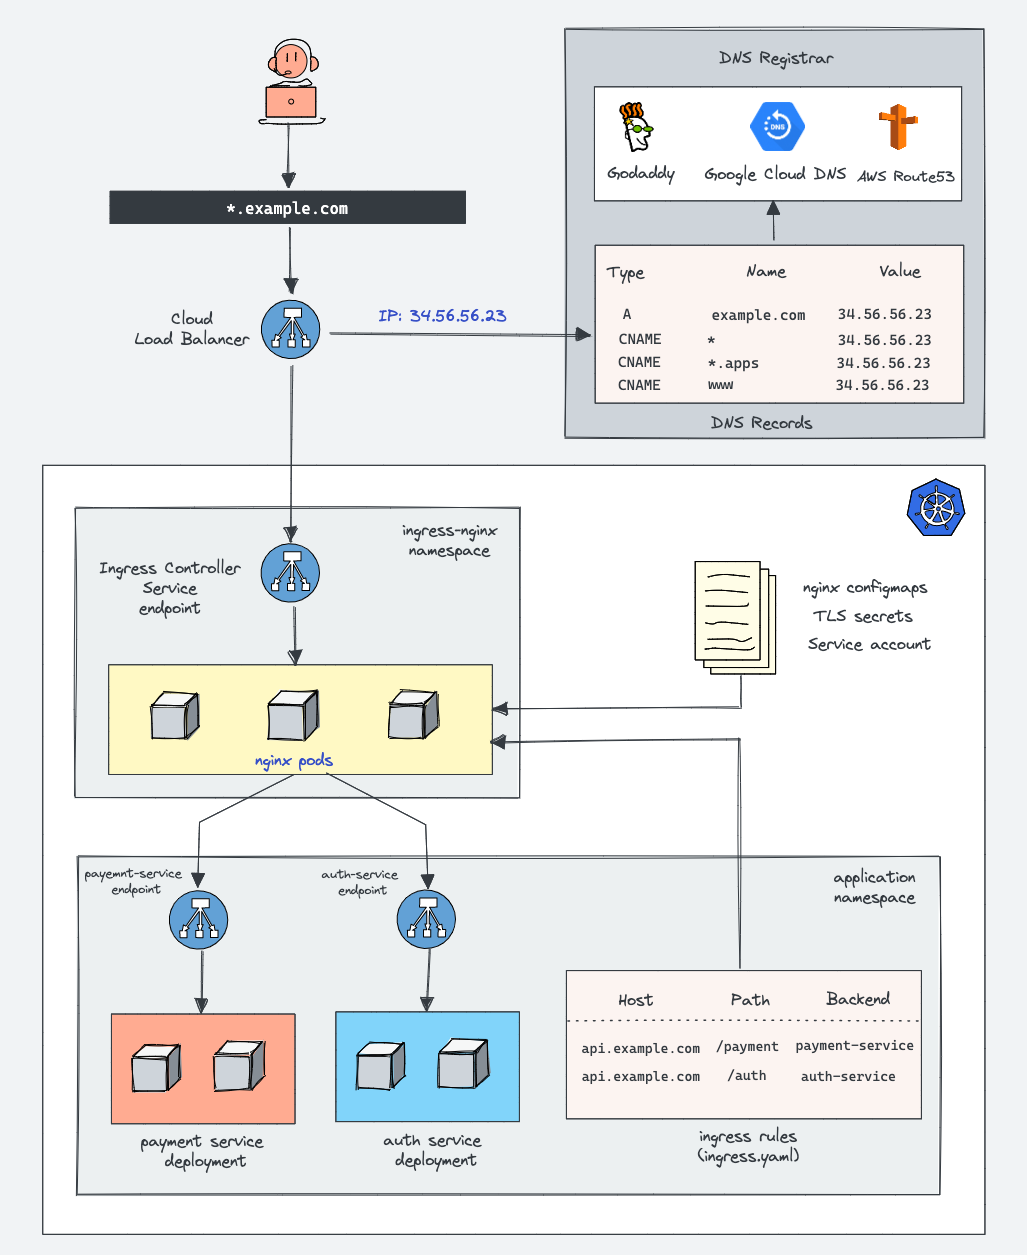 DNS Registrar
Godaddy
DNS
Google Cloud DNS
AWS Route53
*.example.com
Cloud
Load Balancer
IP: 34.56.56.23
Type Name Value
A example.com 34.56.56.23
CNAME * 34.56.56.23
CNAME *.apps 34.56.56.23
CNAME www 34.56.56.23
DNS Records
ingress-nginx
namespace
Ingress Controller
Service
endpoint
nginx configmaps
TLS secrets
Service account
nginx pods
payemnt-service
endpoint
auth-service
endpoint
application
namespace
Host Path Backend
api.example.com /payment payment-service
api.example.com /auth auth-service
ingress rules
(ingress.yaml)
payment service
deployment
auth service
deployment